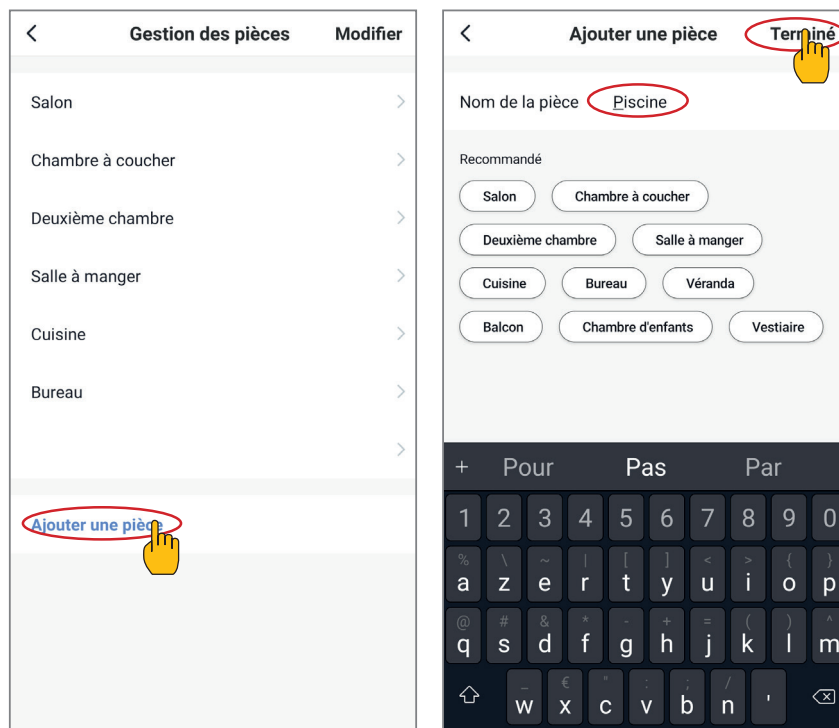 Gestion des pièces Modifier
Salon
Chambre à coucher
Deuxième chambre
Salle à manger
Cuisine
Bureau
Ajouter une pièce
Ajouter une pièce Terminé
Nom de la pièce Piscine
Recommandé
Salon Chambre à coucher
Deuxième chambre Salle à manger
Cuisine Bureau Véranda
Balcon Chambre d'enfants Vestiaire
+ Pour Pas Par
1 2 3 4 5 6 7 8 9 0
% \ ~ | [ ] < > { }
a z e r t y u i o p
@ # & * - + = ( ) ^
q s d f g h j k l m
_ € " : ; /
w x c v b n '